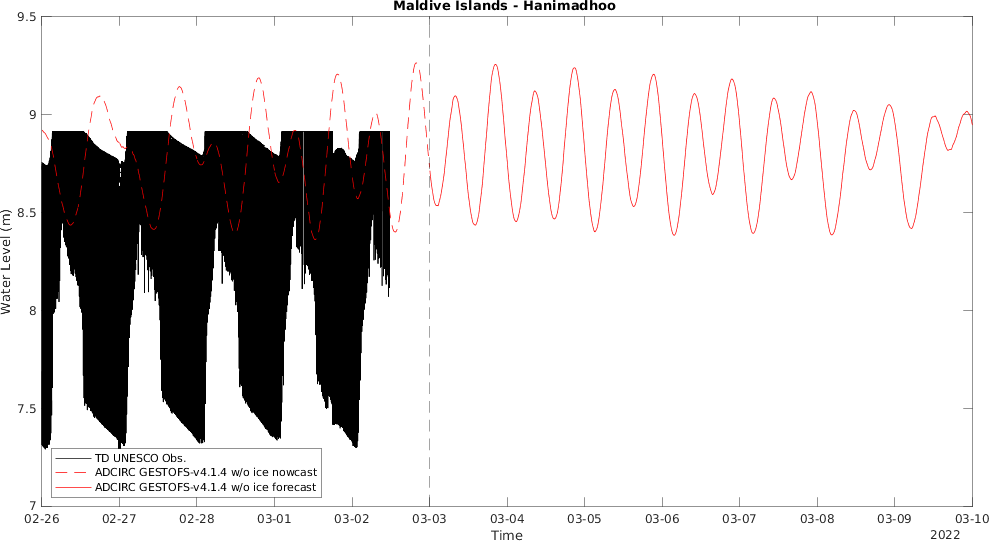 Maldive Islands - Hanimadhoo
Water Level (m)
9.5
9
8.5
8
7.5
7
TD UNESCO Obs.
ADCIRC GESTOFS-v4.1.4 w/o ice nowcast
ADCIRC GESTOFS-v4.1.4 w/o ice forecast
02-26 02-27 02-28 03-01 03-02 03-03 03-04 03-05 03-06 03-07 03-08 03-09 03-10
Time
2022